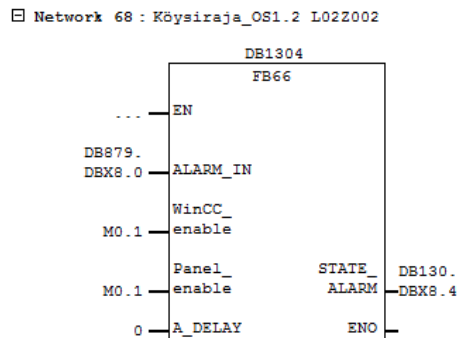 Network 68 : Köysiraja_OS1.2 L02Z002
DB1304
FB66
... EN
DB879.
DBX8.0 ALARM_IN
WinCC_
M0.1 enable
Panel_ STATE_ DB130.
M0.1 enable ALARM DBX8.4
0 A_DELAY ENO